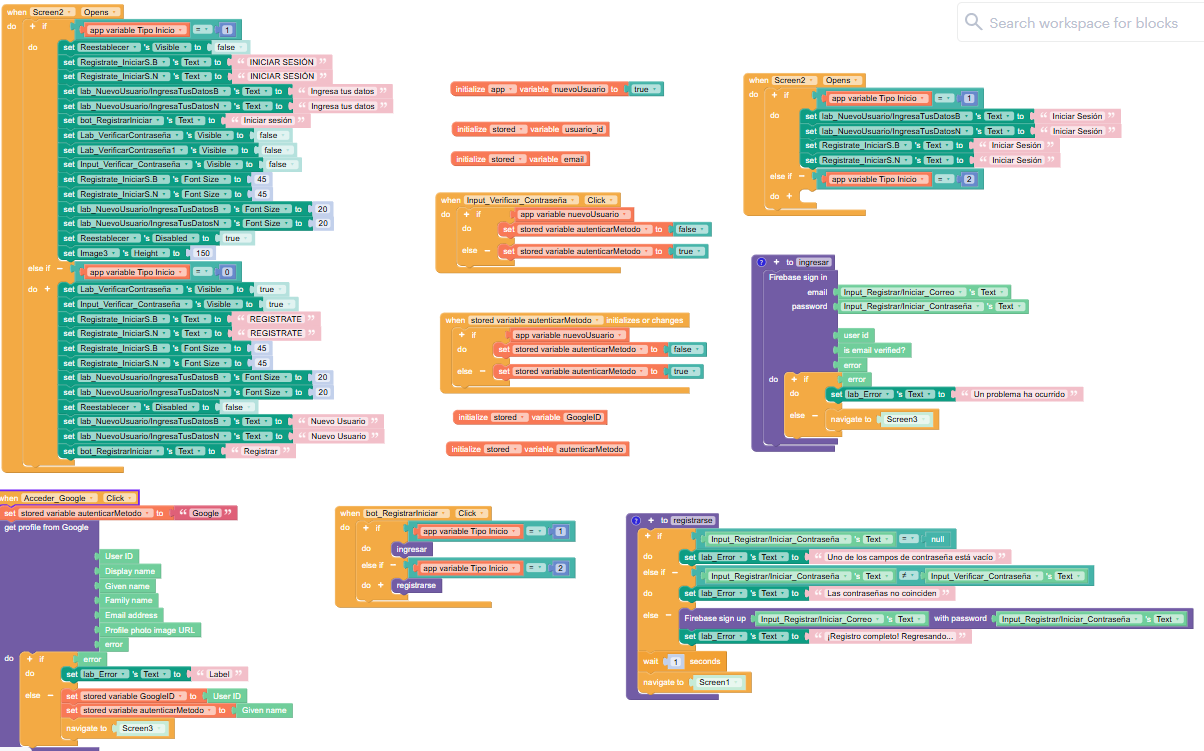 Search workspace for blocks
when Screen2 Opens
do if
app variable Tipo Inicio = 1
do set Reestablecer 's Visible to false
set Registrate_IniciarS.B 's Text to “ INICIAR SESIÓN ”
set Registrate_IniciarS.N 's Text to “ INICIAR SESIÓN ”
set lab_NuevoUsuario/IngresaTusDatosB 's Text to “ Ingresa tus datos ”
set lab_NuevoUsuario/IngresaTusDatosN 's Text to “ Ingresa tus datos ”
set bot_RegistrarIniciar 's Text to “ Iniciar sesión ”
set Lab_VerificarContraseña 's Visible to false
set Lab_VerificarContraseña1 's Visible to false
set Input_Verificar_Contraseña 's Visible to false
set Registrate_IniciarS.B 's Font Size to 45
set Registrate_IniciarS.N 's Font Size to 45
set lab_NuevoUsuario/IngresaTusDatosB 's Font Size to 20
set lab_NuevoUsuario/IngresaTusDatosN 's Font Size to 20
set Reestablecer 's Disabled to true
set Image3 's Height to 150
else if app variable Tipo Inicio = 0
do set Lab_VerificarContraseña 's Visible to true
set Input_Verificar_Contraseña 's Visible to true
set Registrate_IniciarS.B 's Text to “ REGISTRATE ”
set Registrate_IniciarS.N 's Text to “ REGISTRATE ”
set Registrate_IniciarS.B 's Font Size to 45
set Registrate_IniciarS.N 's Font Size to 45
set lab_NuevoUsuario/IngresaTusDatosB 's Font Size to 20
set lab_NuevoUsuario/IngresaTusDatosN 's Font Size to 20
set Reestablecer 's Disabled to false
set lab_NuevoUsuario/IngresaTusDatosB 's Text to “ Nuevo Usuario ”
set lab_NuevoUsuario/IngresaTusDatosN 's Text to “ Nuevo Usuario ”
set bot_RegistrarIniciar 's Text to “ Registrar ”
initialize app variable nuevoUsuario to true
initialize stored variable usuario_id
initialize stored variable email
when Input_Verificar_Contraseña Click
do if app variable nuevoUsuario
do set stored variable autenticarMetodo to false
else set stored variable autenticarMetodo to true
when stored variable autenticarMetodo initializes or changes
if app variable nuevoUsuario
do set stored variable autenticarMetodo to false
else set stored variable autenticarMetodo to true
initialize stored variable GoogleID
initialize stored variable autenticarMetodo
when Screen2 Opens
do if app variable Tipo Inicio = 1
do set lab_NuevoUsuario/IngresaTusDatosB 's Text to “ Iniciar Sesión ”
set lab_NuevoUsuario/IngresaTusDatosN 's Text to “ Iniciar Sesión ”
set Registrate_IniciarS.B 's Text to “ Iniciar Sesión ”
set Registrate_IniciarS.N 's Text to “ Iniciar Sesión ”
else if app variable Tipo Inicio = 2
do
? to ingresar
Firebase sign in
email Input_Registrar/Iniciar_Correo 's Text
password Input_Registrar/Iniciar_Contraseña 's Text
user id
is email verified?
error
do if error
set lab_Error 's Text to “ Un problema ha ocurrido ”
else navigate to Screen3
when Acceder_Google Click
set stored variable autenticarMetodo to “ Google ”
get profile from Google
User ID
Display name
Given name
Family name
Email address
Profile photo image URL
error
do if error
do set lab_Error 's Text to “ Label ”
else set stored variable GoogleID to User ID
set stored variable autenticarMetodo to Given name
navigate to Screen3
when bot_RegistrarIniciar Click
do if app variable Tipo Inicio = 1
do ingresar
else if app variable Tipo Inicio = 2
do registrarse
? to registrarse
if Input_Registrar/Iniciar_Contraseña 's Text = null
do set lab_Error 's Text to “ Uno de los campos de contraseña está vacío ”
else if Input_Registrar/Iniciar_Contraseña 's Text ≠ Input_Verificar_Contraseña 's Text
do set lab_Error 's Text to “ Las contraseñas no coinciden ”
else Firebase sign up Input_Registrar/Iniciar_Correo 's Text with password Input_Registrar/Iniciar_Contraseña 's Text
set lab_Error 's Text to “ ¡Registro completo! Regresando... ”
wait 1 seconds
navigate to Screen1